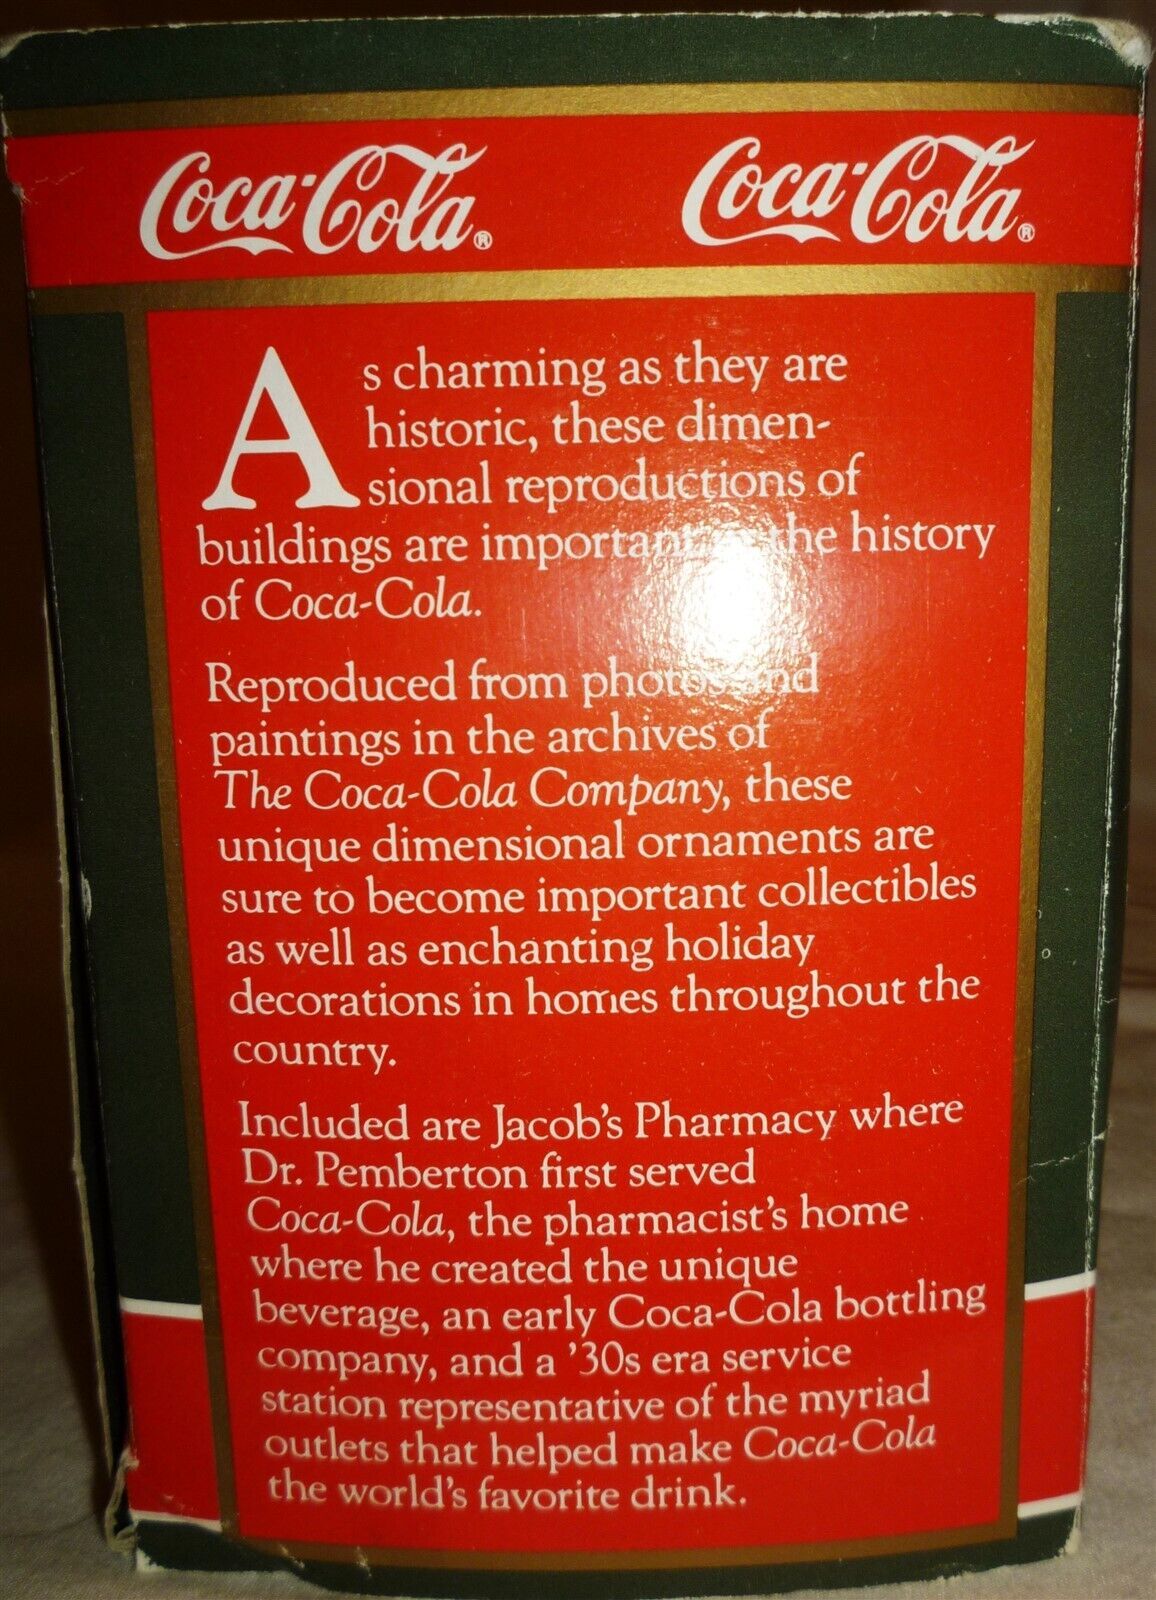 Coca-Cola® Coca-Cola®
As charming as they are
historic, these dimen-
sional reproductions of
buildings are important the history
of Coca-Cola.
Reproduced from photos and
paintings in the archives of
The Coca-Cola Company, these
unique dimensional ornaments are
sure to become important collectibles
as well as enchanting holiday
decorations in homes throughout the
country.
Included are Jacob's Pharmacy where
Dr. Pemberton first served
Coca-Cola, the pharmacist's home
where he created the unique
beverage, an early Coca-Cola bottling
company, and a '30s era service
station representative of the myriad
outlets that helped make Coca-Cola
the world's favorite drink.